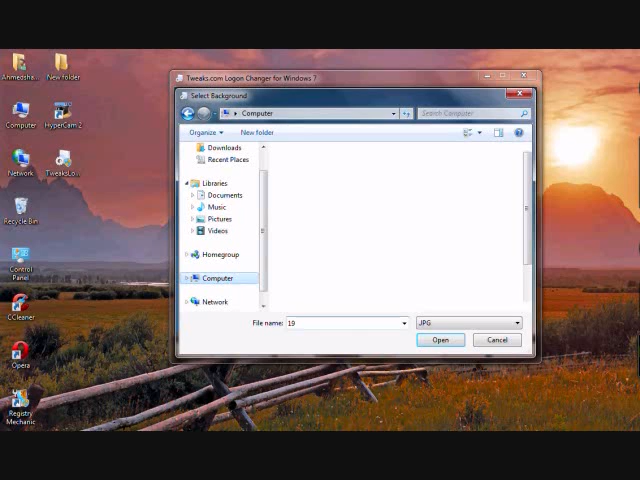 Ahmedsha...
New folder
Computer
HyperCam 2
Network
TweaksLo...
Recycle Bin
Control
Panel
CCleaner
Opera
Registry
Mechanic
Tweaks.com Logon Changer for Windows 7
Select Background
Computer
Search Computer
Organize
New folder
Downloads
Recent Places
Libraries
Documents
Music
Pictures
Videos
Homegroup
Computer
Network
File name:
19
JPG
Open
Cancel